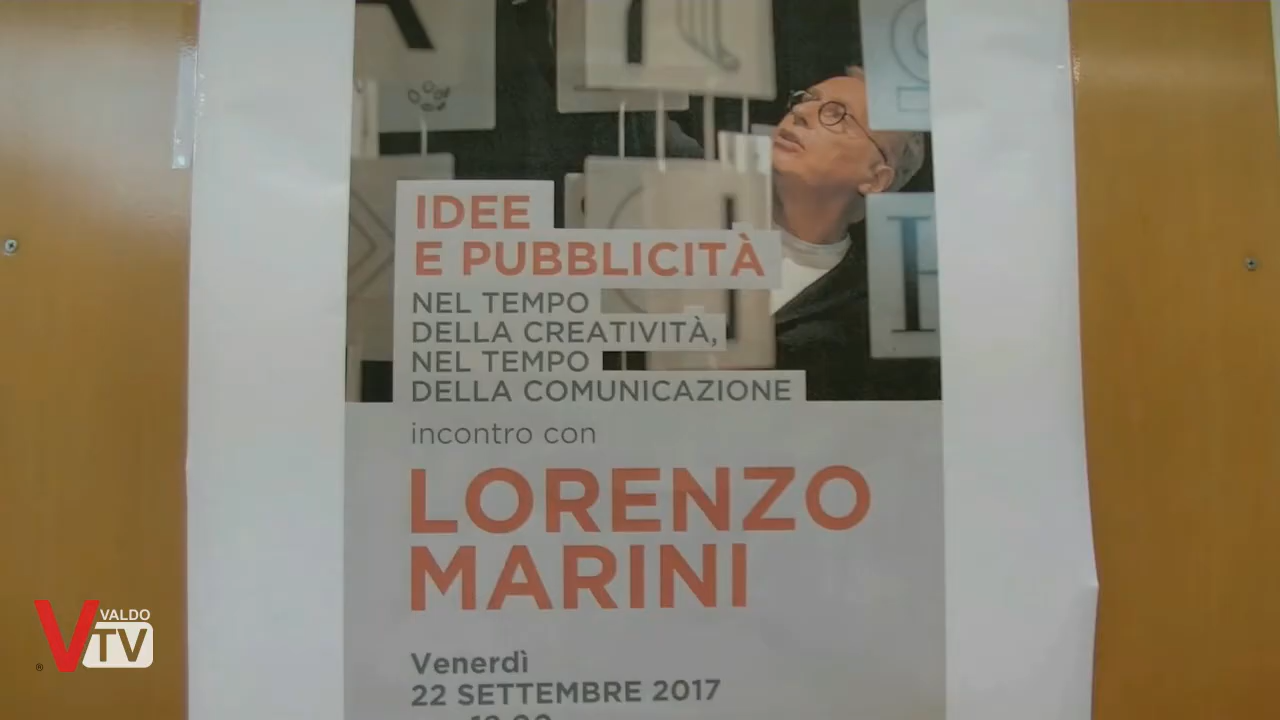 IDEE
E PUBBLICITÀ
NEL TEMPO
DELLA CREATIVITÀ,
NEL TEMPO
DELLA COMUNICAZIONE
incontro con
LORENZO
MARINI
Venerdì
22 SETTEMBRE 2017
VALDO
VTV